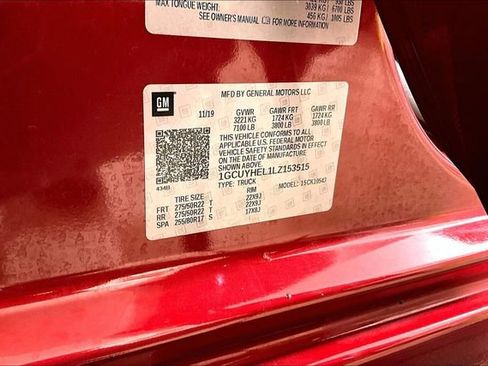 MAX TONGUE WEIGHT:
3039 KG / 6700 LBS
456 KG / 1005 LBS
SEE OWNER'S MANUAL FOR MORE INFORMATION
GM
MFD BY GENERAL MOTORS LLC
11/19 GVWR GAWR FRT GAWR RR
3221 KG 1724 KG 1724 KG
7100 LB 3800 LB 3800 LB
THIS VEHICLE CONFORMS TO ALL APPLICABLE
U.S. FEDERAL MOTOR VEHICLE SAFETY
STANDARDS IN EFFECT ON THE DATE OF
MANUFACTURE SHOWN ABOVE.
1GCUYHEL1LZ153515
TYPE: TRUCK MODEL:
TIRE SIZE RIM
FRT 275/50R22 T 22X9J
RR 275/50R22 T 22X9J
SPA 255/80R17 S 17X8J